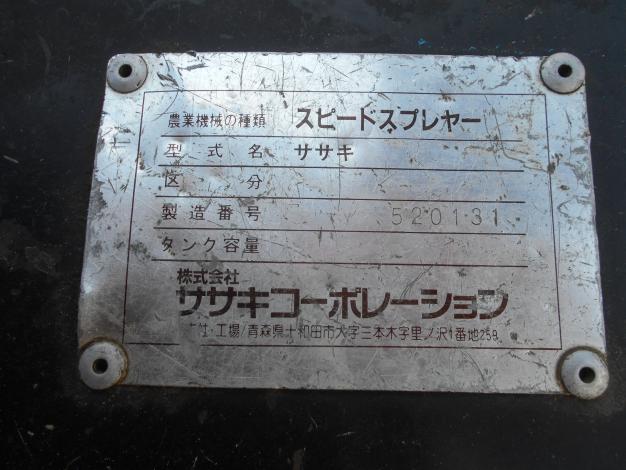 農業機械の種類 スピードスプレヤー
型式名 ササキ
区分
製造番号 520131
タンク容量
株式会社
ササキコーポレーション
社・工場/青森県十和田市大字三本木字里ノ沢1番地259